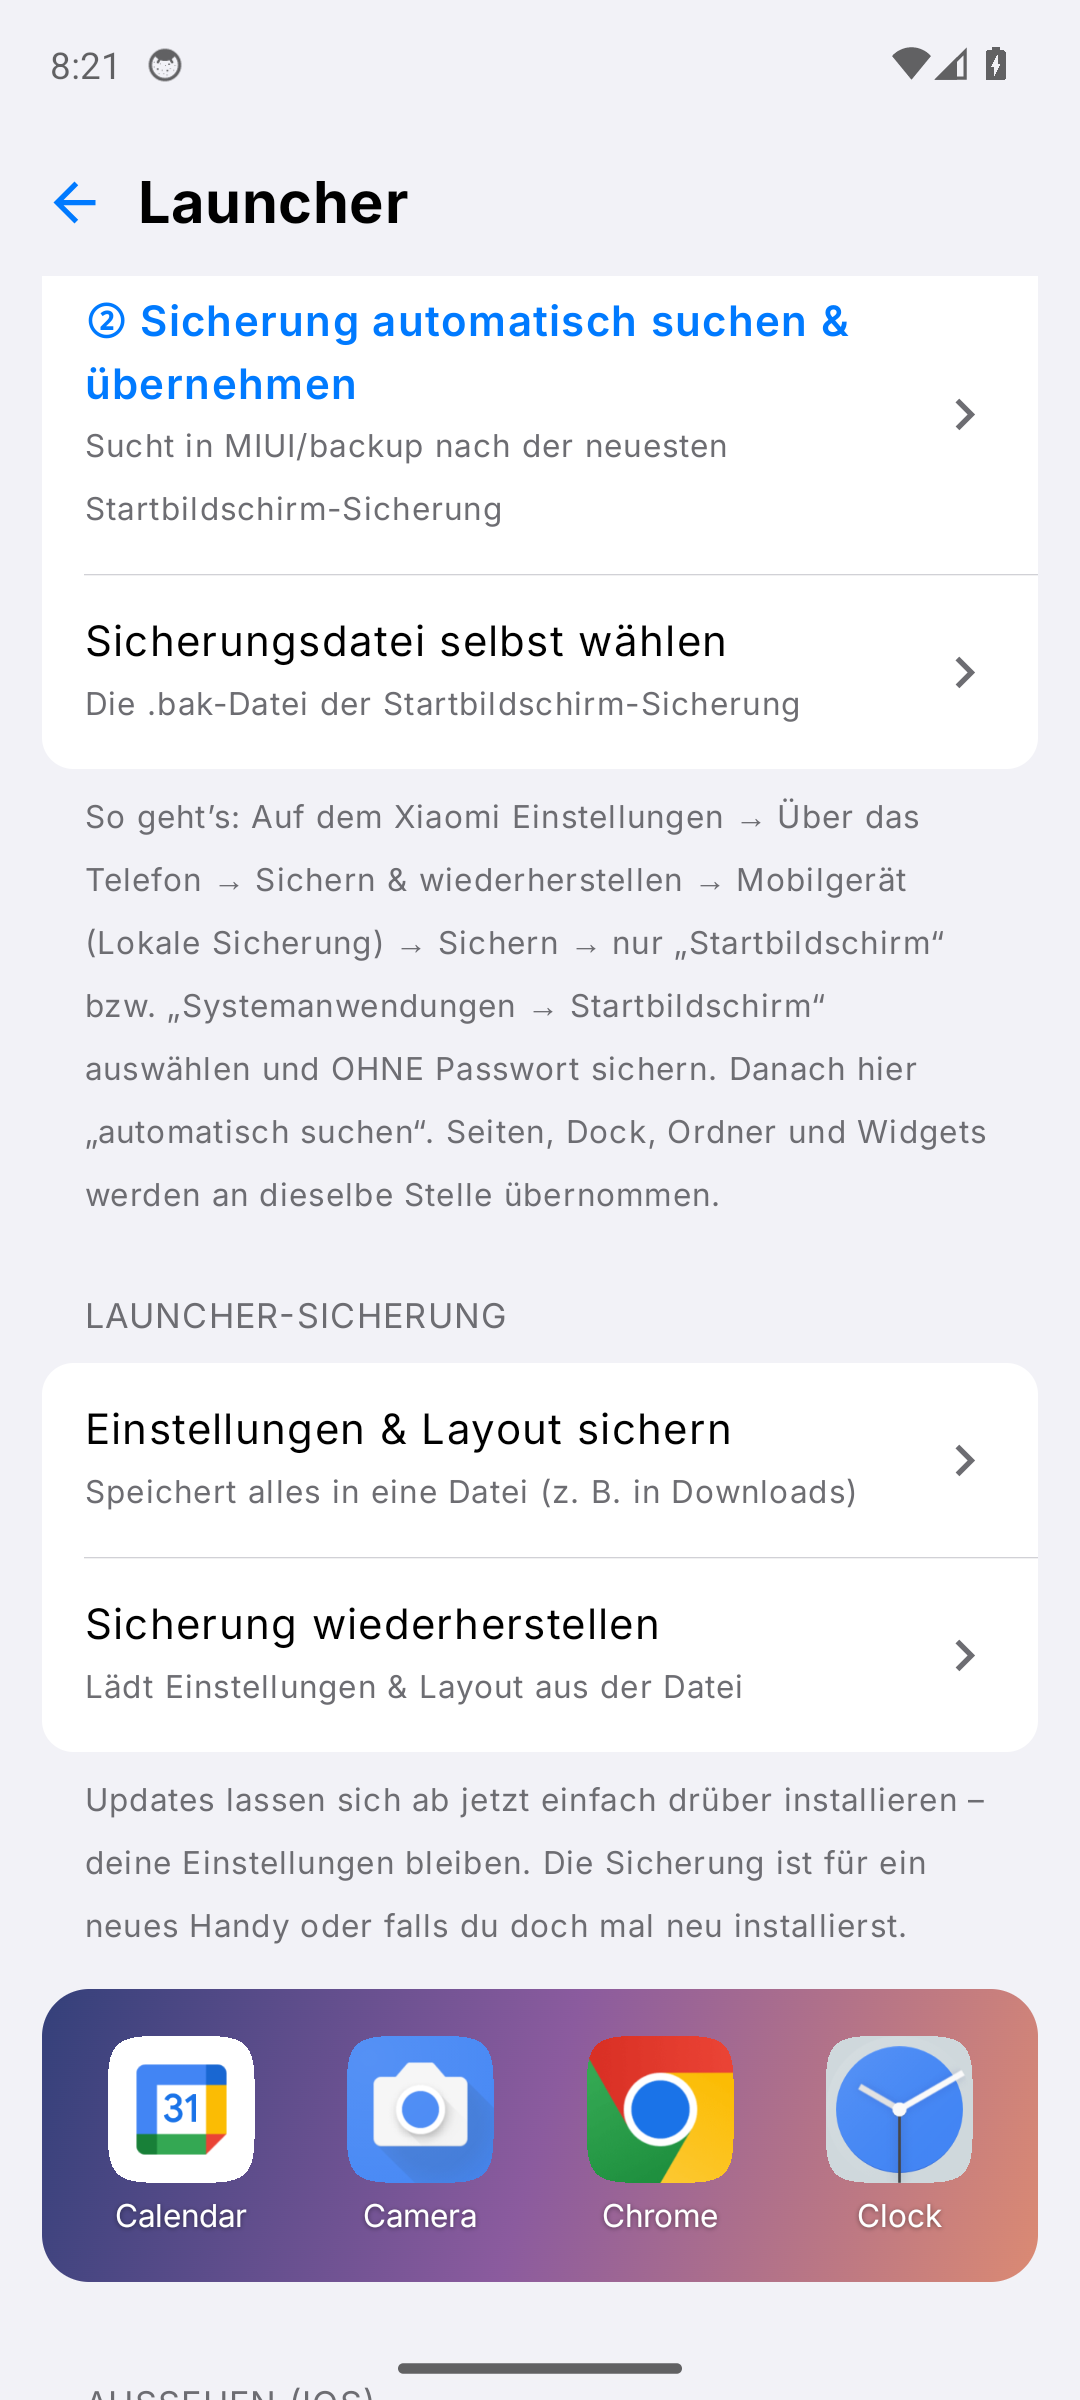 8:21
Launcher
② Sicherung automatisch suchen &
übernehmen
Sucht in MIUI/backup nach der neuesten
Startbildschirm-Sicherung
Sicherungsdatei selbst wählen
Die .bak-Datei der Startbildschirm-Sicherung
So geht’s: Auf dem Xiaomi Einstellungen → Über das
Telefon → Sichern & wiederherstellen → Mobilgerät
(Lokale Sicherung) → Sichern → nur „Startbildschirm“
bzw. „Systemanwendungen → Startbildschirm“
auswählen und OHNE Passwort sichern. Danach hier
„automatisch suchen“. Seiten, Dock, Ordner und Widgets
werden an dieselbe Stelle übernommen.
LAUNCHER-SICHERUNG
Einstellungen & Layout sichern
Speichert alles in eine Datei (z. B. in Downloads)
Sicherung wiederherstellen
Lädt Einstellungen & Layout aus der Datei
Updates lassen sich ab jetzt einfach drüber installieren –
deine Einstellungen bleiben. Die Sicherung ist für ein
neues Handy oder falls du doch mal neu installierst.
31
Calendar
Camera
Chrome
Clock
AUSSEHEN (IOS)